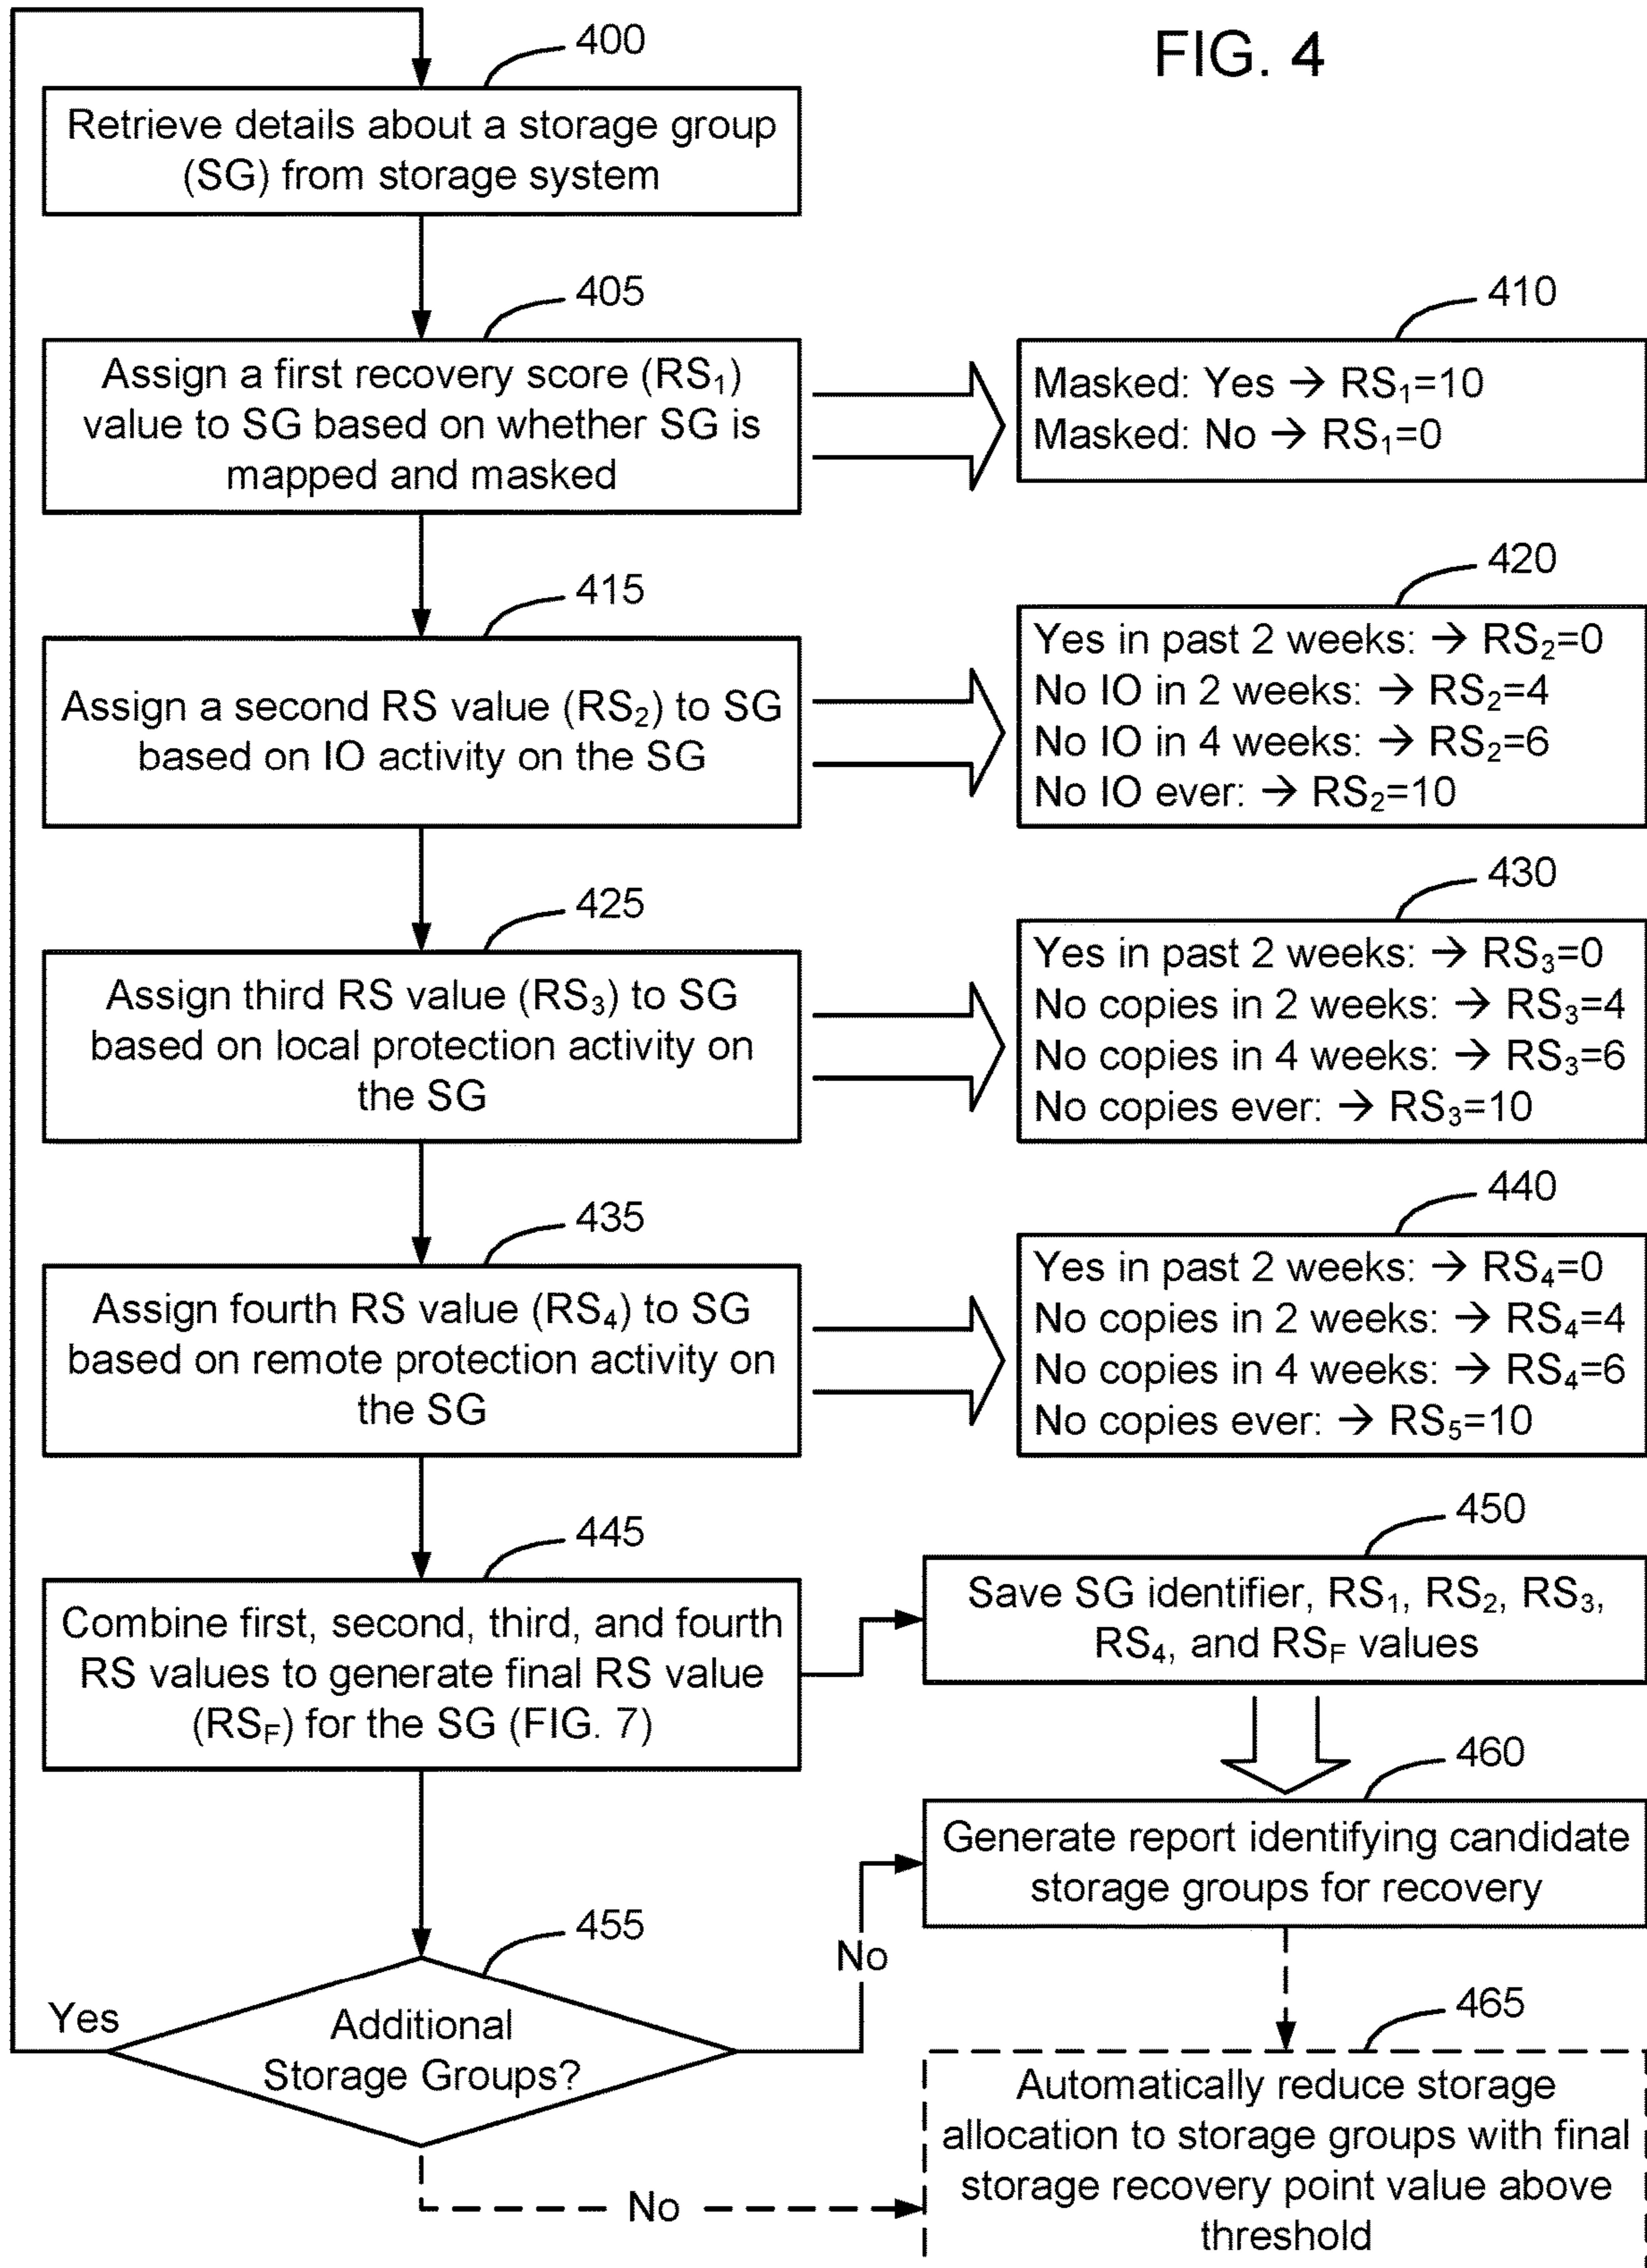 FIG. 4
400
Retrieve details about a storage group
(SG) from storage system
405
Assign a first recovery score (RS₁)
value to SG based on whether SG is
mapped and masked
410
Masked: Yes → RS₁=10
Masked: No → RS₁=0
415
Assign a second RS value (RS₂) to SG
based on IO activity on the SG
420
Yes in past 2 weeks: → RS₂=0
No IO in 2 weeks: → RS₂=4
No IO in 4 weeks: → RS₂=6
No IO ever: → RS₂=10
425
Assign third RS value (RS₃) to SG
based on local protection activity on
the SG
430
Yes in past 2 weeks: → RS₃=0
No copies in 2 weeks: → RS₃=4
No copies in 4 weeks: → RS₃=6
No copies ever: → RS₃=10
435
Assign fourth RS value (RS₄) to SG
based on remote protection activity on
the SG
440
Yes in past 2 weeks: → RS₄=0
No copies in 2 weeks: → RS₄=4
No copies in 4 weeks: → RS₄=6
No copies ever: → RS₅=10
445
Combine first, second, third, and fourth
RS values to generate final RS value
(RS_F) for the SG (FIG. 7)
450
Save SG identifier, RS₁, RS₂, RS₃,
RS₄, and RS_F values
455
Additional
Storage Groups?
Yes
No
No
460
Generate report identifying candidate
storage groups for recovery
465
Automatically reduce storage
allocation to storage groups with final
storage recovery point value above
threshold